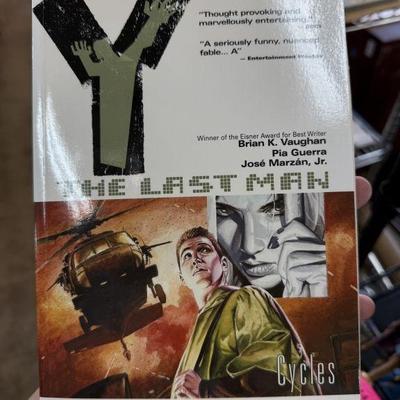 Y
"Thought provoking and
marvellously entertaining."
"A seriously funny, nuanced
fable... A"
— Entertainment Weekly
Winner of the Eisner Award for Best Writer
Brian K. Vaughan
Pia Guerra
José Marzán, Jr.
THE LAST MAN
Cycles